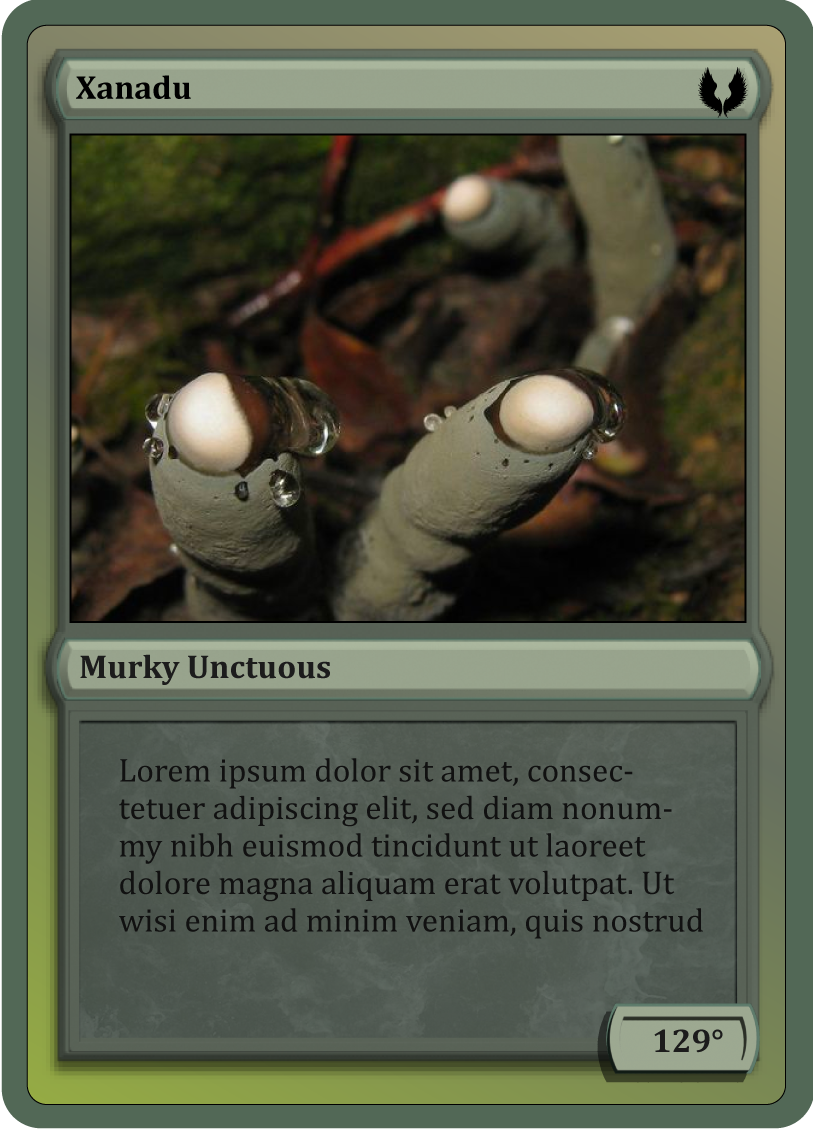 Xanadu
Murky Unctuous
Lorem ipsum dolor sit amet, consec-
tetuer adipiscing elit, sed diam nonum-
my nibh euismod tincidunt ut laoreet
dolore magna aliquam erat volutpat. Ut
wisi enim ad minim veniam, quis nostrud
129°